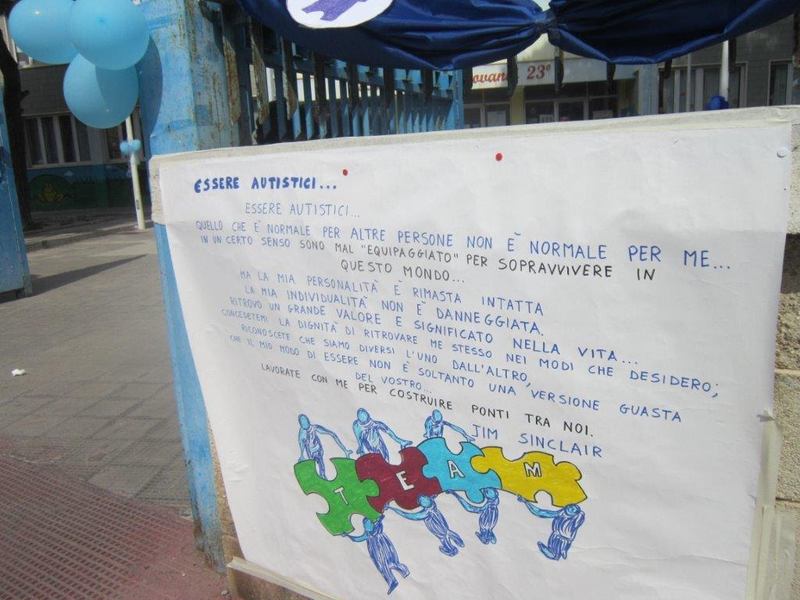 ovanni 23°
ESSERE AUTISTICI...
ESSERE AUTISTICI...
QUELLO CHE È NORMALE PER ALTRE PERSONE NON È NORMALE PER ME...
IN UN CERTO SENSO SONO MAL "EQUIPAGGIATO" PER SOPRAVVIVERE IN
QUESTO MONDO...
MA LA MIA PERSONALITÀ È RIMASTA INTATTA
LA MIA INDIVIDUALITÀ NON È DANNEGGIATA.
RITROVO UN GRANDE VALORE E SIGNIFICATO NELLA VITA...
CONCEDETEMI LA DIGNITÀ DI RITROVARE ME STESSO NEI MODI CHE DESIDERO;
RICONOSCETE CHE SIAMO DIVERSI L'UNO DALL'ALTRO,
CHE IL MIO MODO DI ESSERE NON È SOLTANTO UNA VERSIONE GUASTA
DEL VOSTRO...
LAVORATE CON ME PER COSTRUIRE PONTI TRA NOI.
JIM SINCLAIR
TEAM